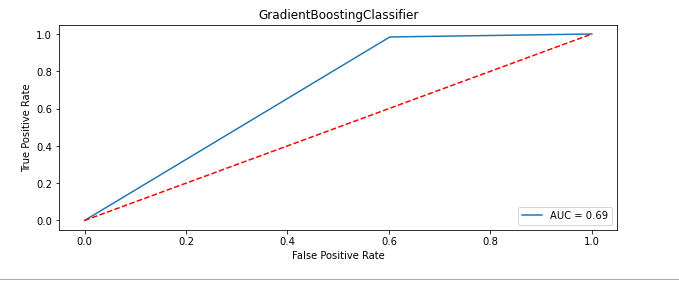 GradientBoostingClassifier
1.0
0.8
0.6
0.4
0.2
0.0
True Positive Rate
AUC = 0.69
0.0 0.2 0.4 0.6 0.8 1.0
False Positive Rate